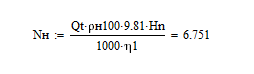 Nн := Qt·ρн100·9.81·Hn / 1000·η1 = 6.751